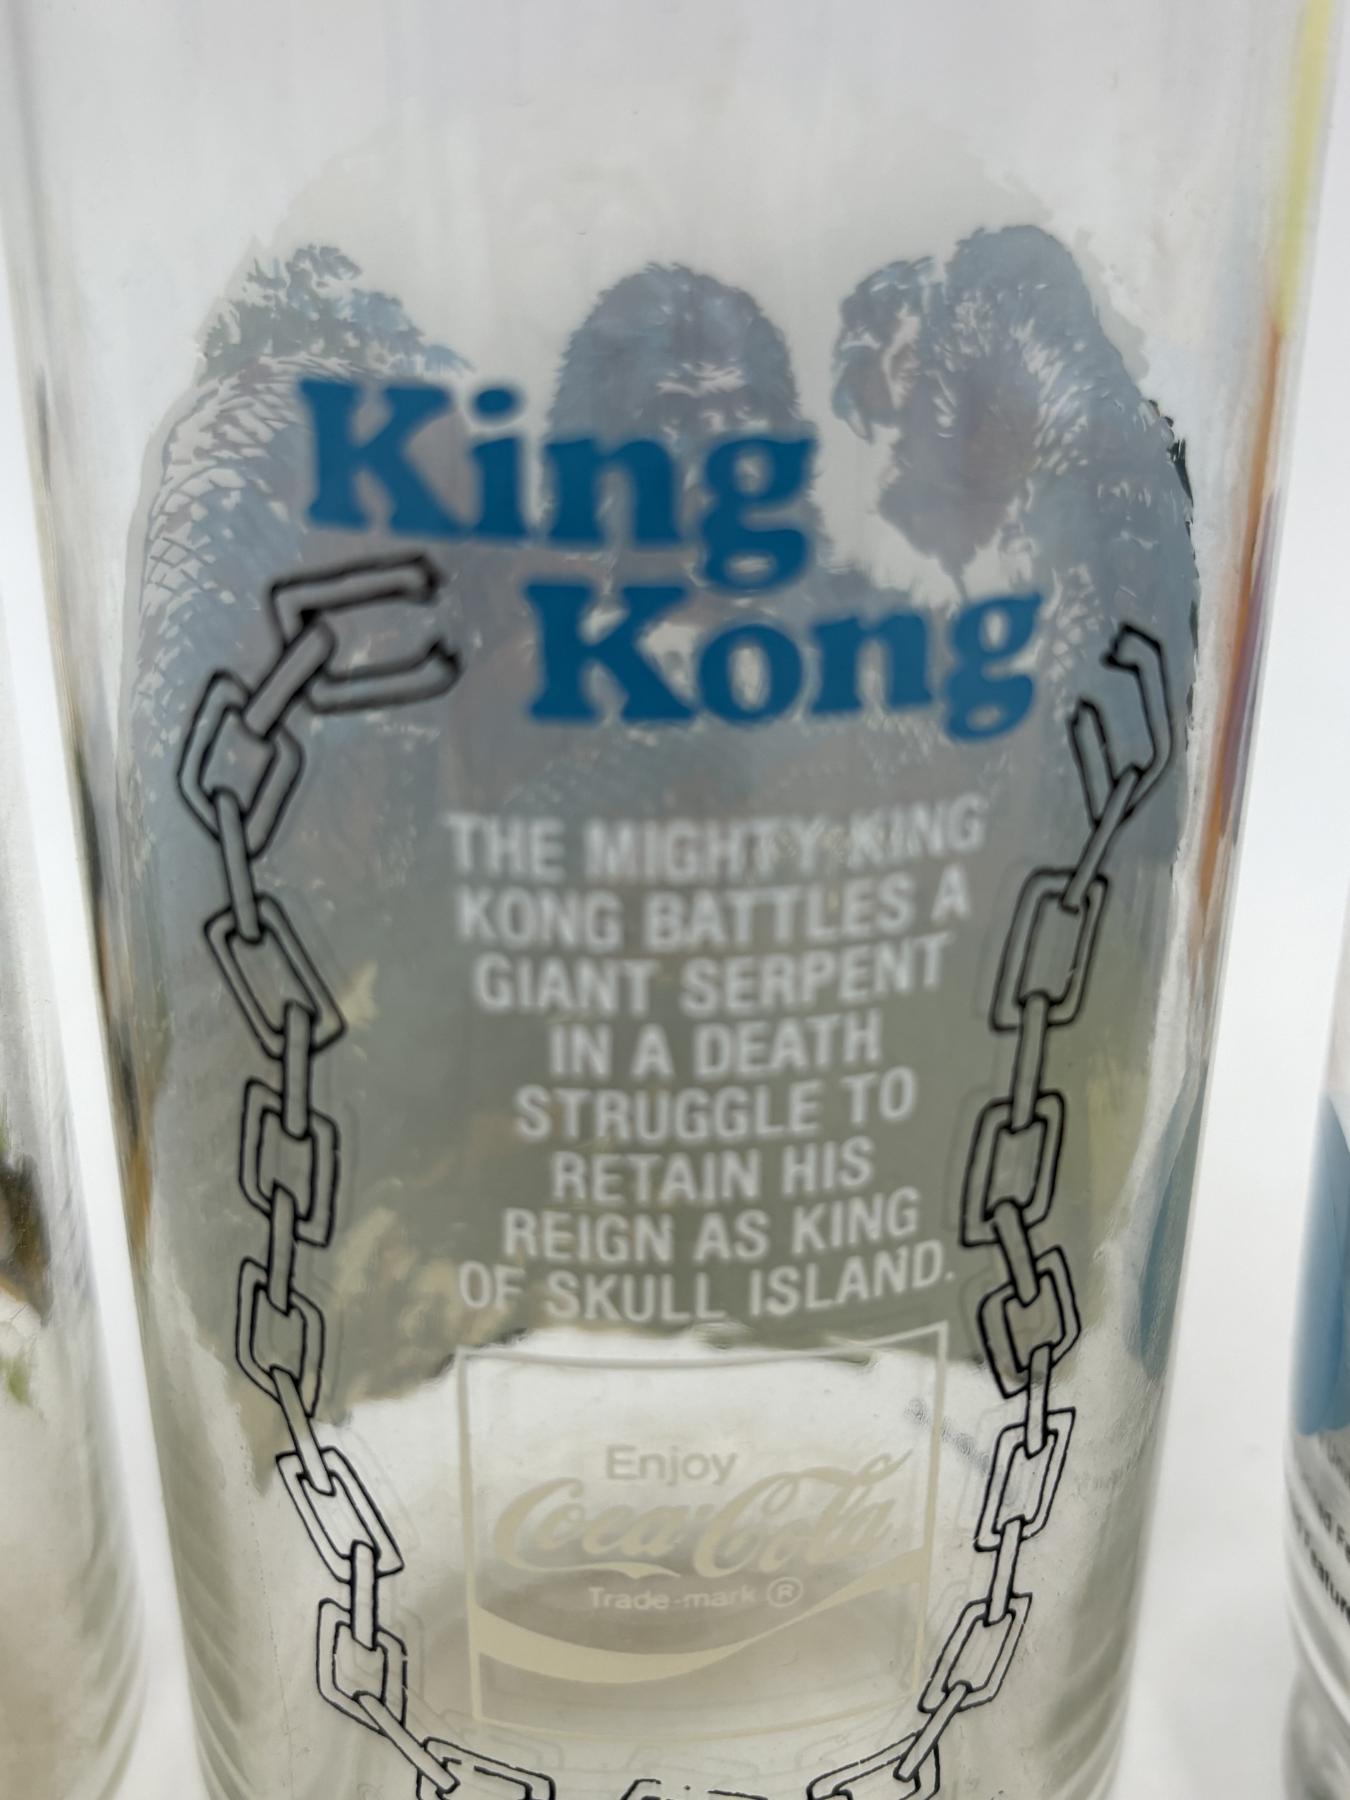 King
Kong
THE MIGHTY KING
KONG BATTLES A
GIANT SERPENT
IN A DEATH
STRUGGLE TO
RETAIN HIS
REIGN AS KING
OF SKULL ISLAND.
Enjoy
Coca-Cola
Trade-mark ®